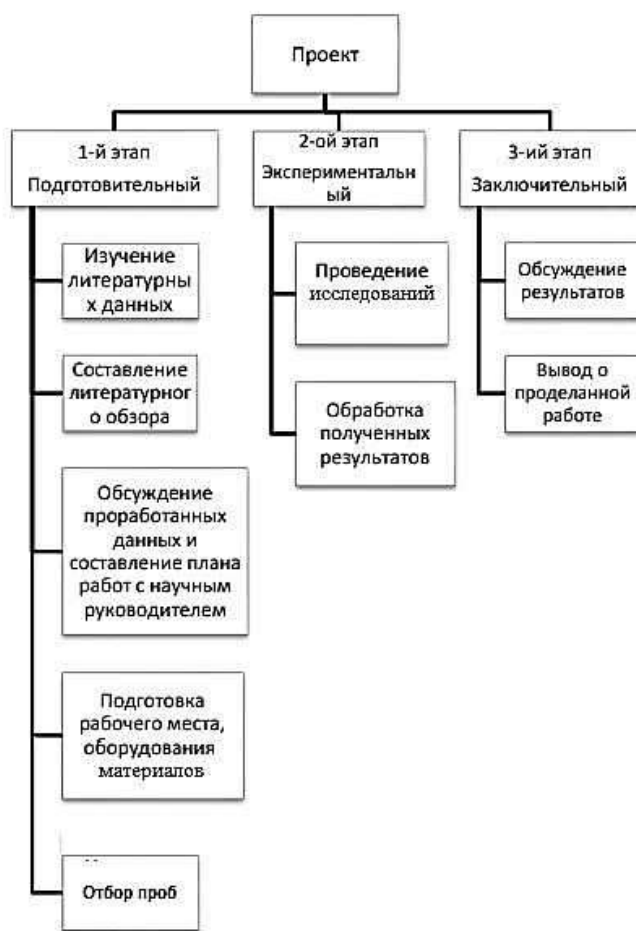 Проект
1-й этап
Подготовительный
Изучение
литературны
х данных
Составление
литературног
о обзора
Обсуждение
проработанных
данных и
составление плана
работ с научным
руководителем
Подготовка
рабочего места,
оборудования
материалов
Отбор проб
2-ой этап
Экспериментальн
ый
Проведение
исследований
Обработка
полученных
результатов
3-ий этап
Заключительный
Обсуждение
результатов
Вывод о
проделанной
работе